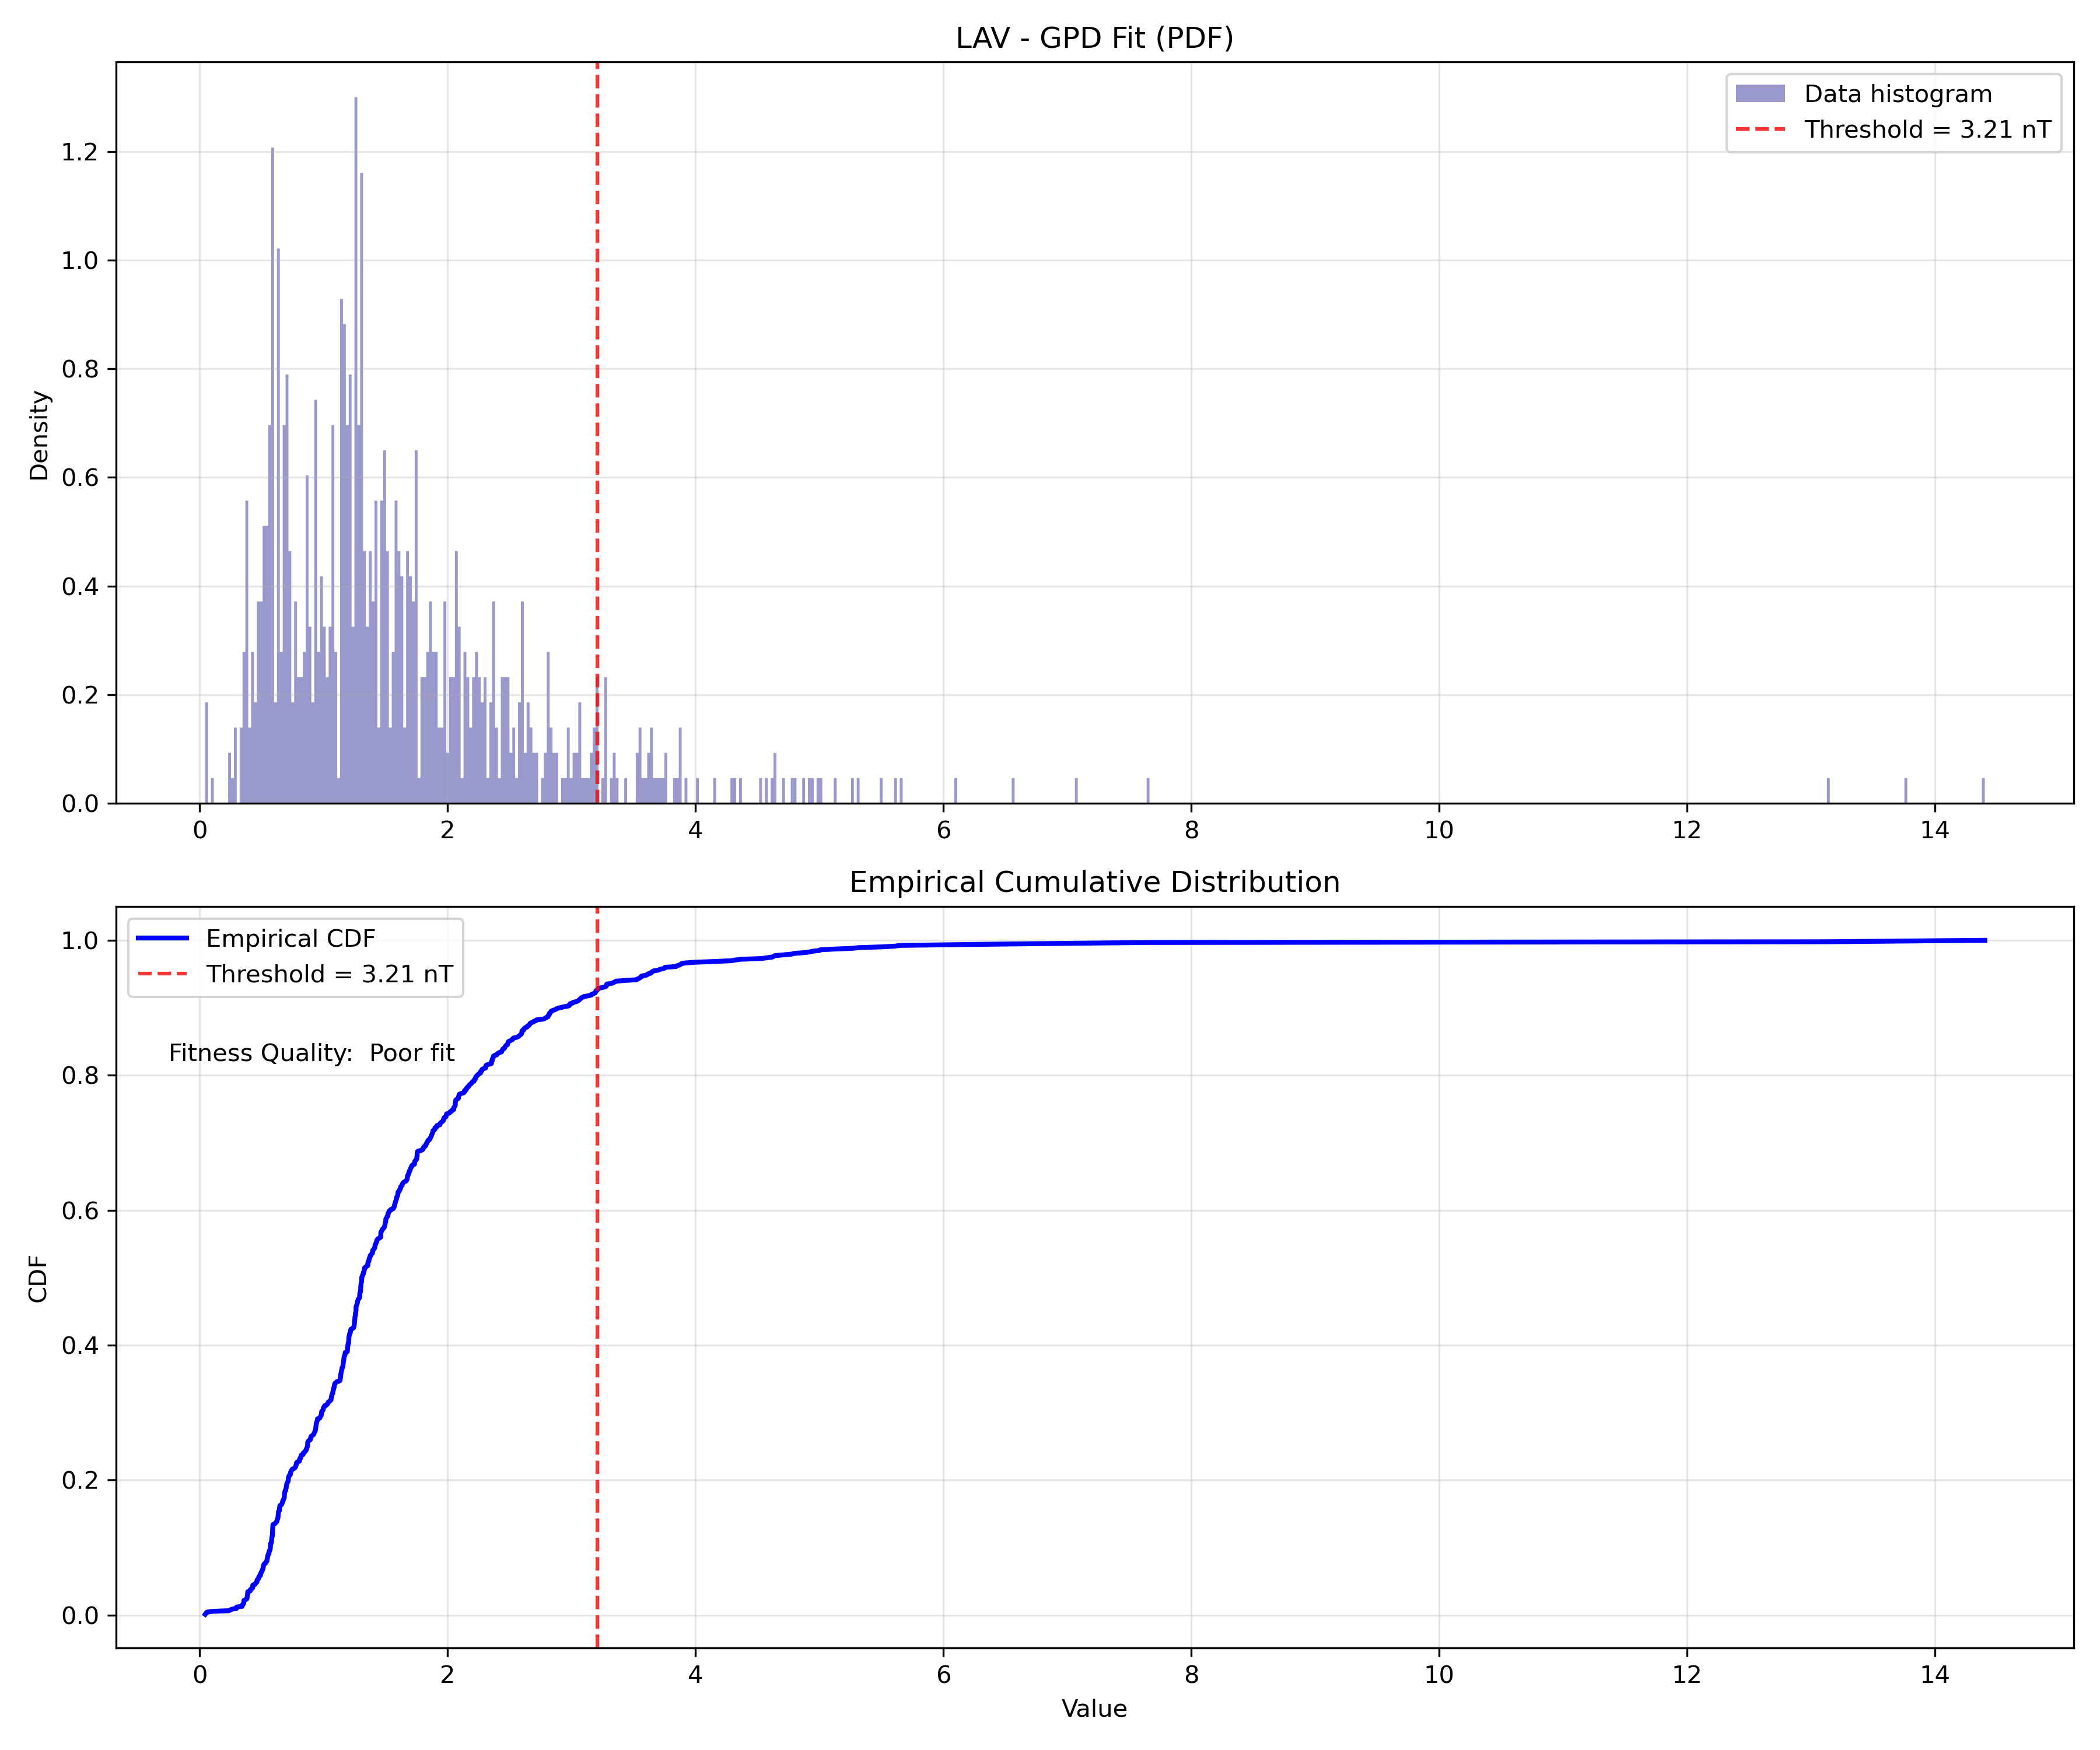 LAV - GPD Fit (PDF)
Data histogram
Threshold = 3.21 nT
Density
1.2
1.0
0.8
0.6
0.4
0.2
0.0
0 2 4 6 8 10 12 14
Empirical Cumulative Distribution
Empirical CDF
Threshold = 3.21 nT
Fitness Quality: Poor fit
CDF
1.0
0.8
0.6
0.4
0.2
0.0
0 2 4 6 8 10 12 14
Value